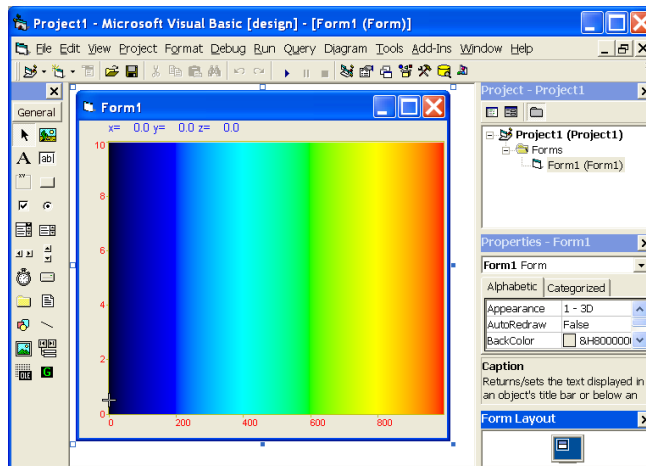 Project1 - Microsoft Visual Basic [design] - [Form1 (Form)]
File Edit View Project Format Debug Run Query Diagram Tools Add-Ins Window Help
General
A
ab
xy
OLE
G
Form1
x= 0.0 y= 0.0 z= 0.0
10
8
6
4
2
0
0 200 400 600 800
Project - Project1
Project1 (Project1)
Forms
Form1 (Form1)
Properties - Form1
Form1 Form
Alphabetic Categorized
Appearance 1 - 3D
AutoRedraw False
BackColor &H800000
Caption
Returns/sets the text displayed in
an object's title bar or below an
Form Layout